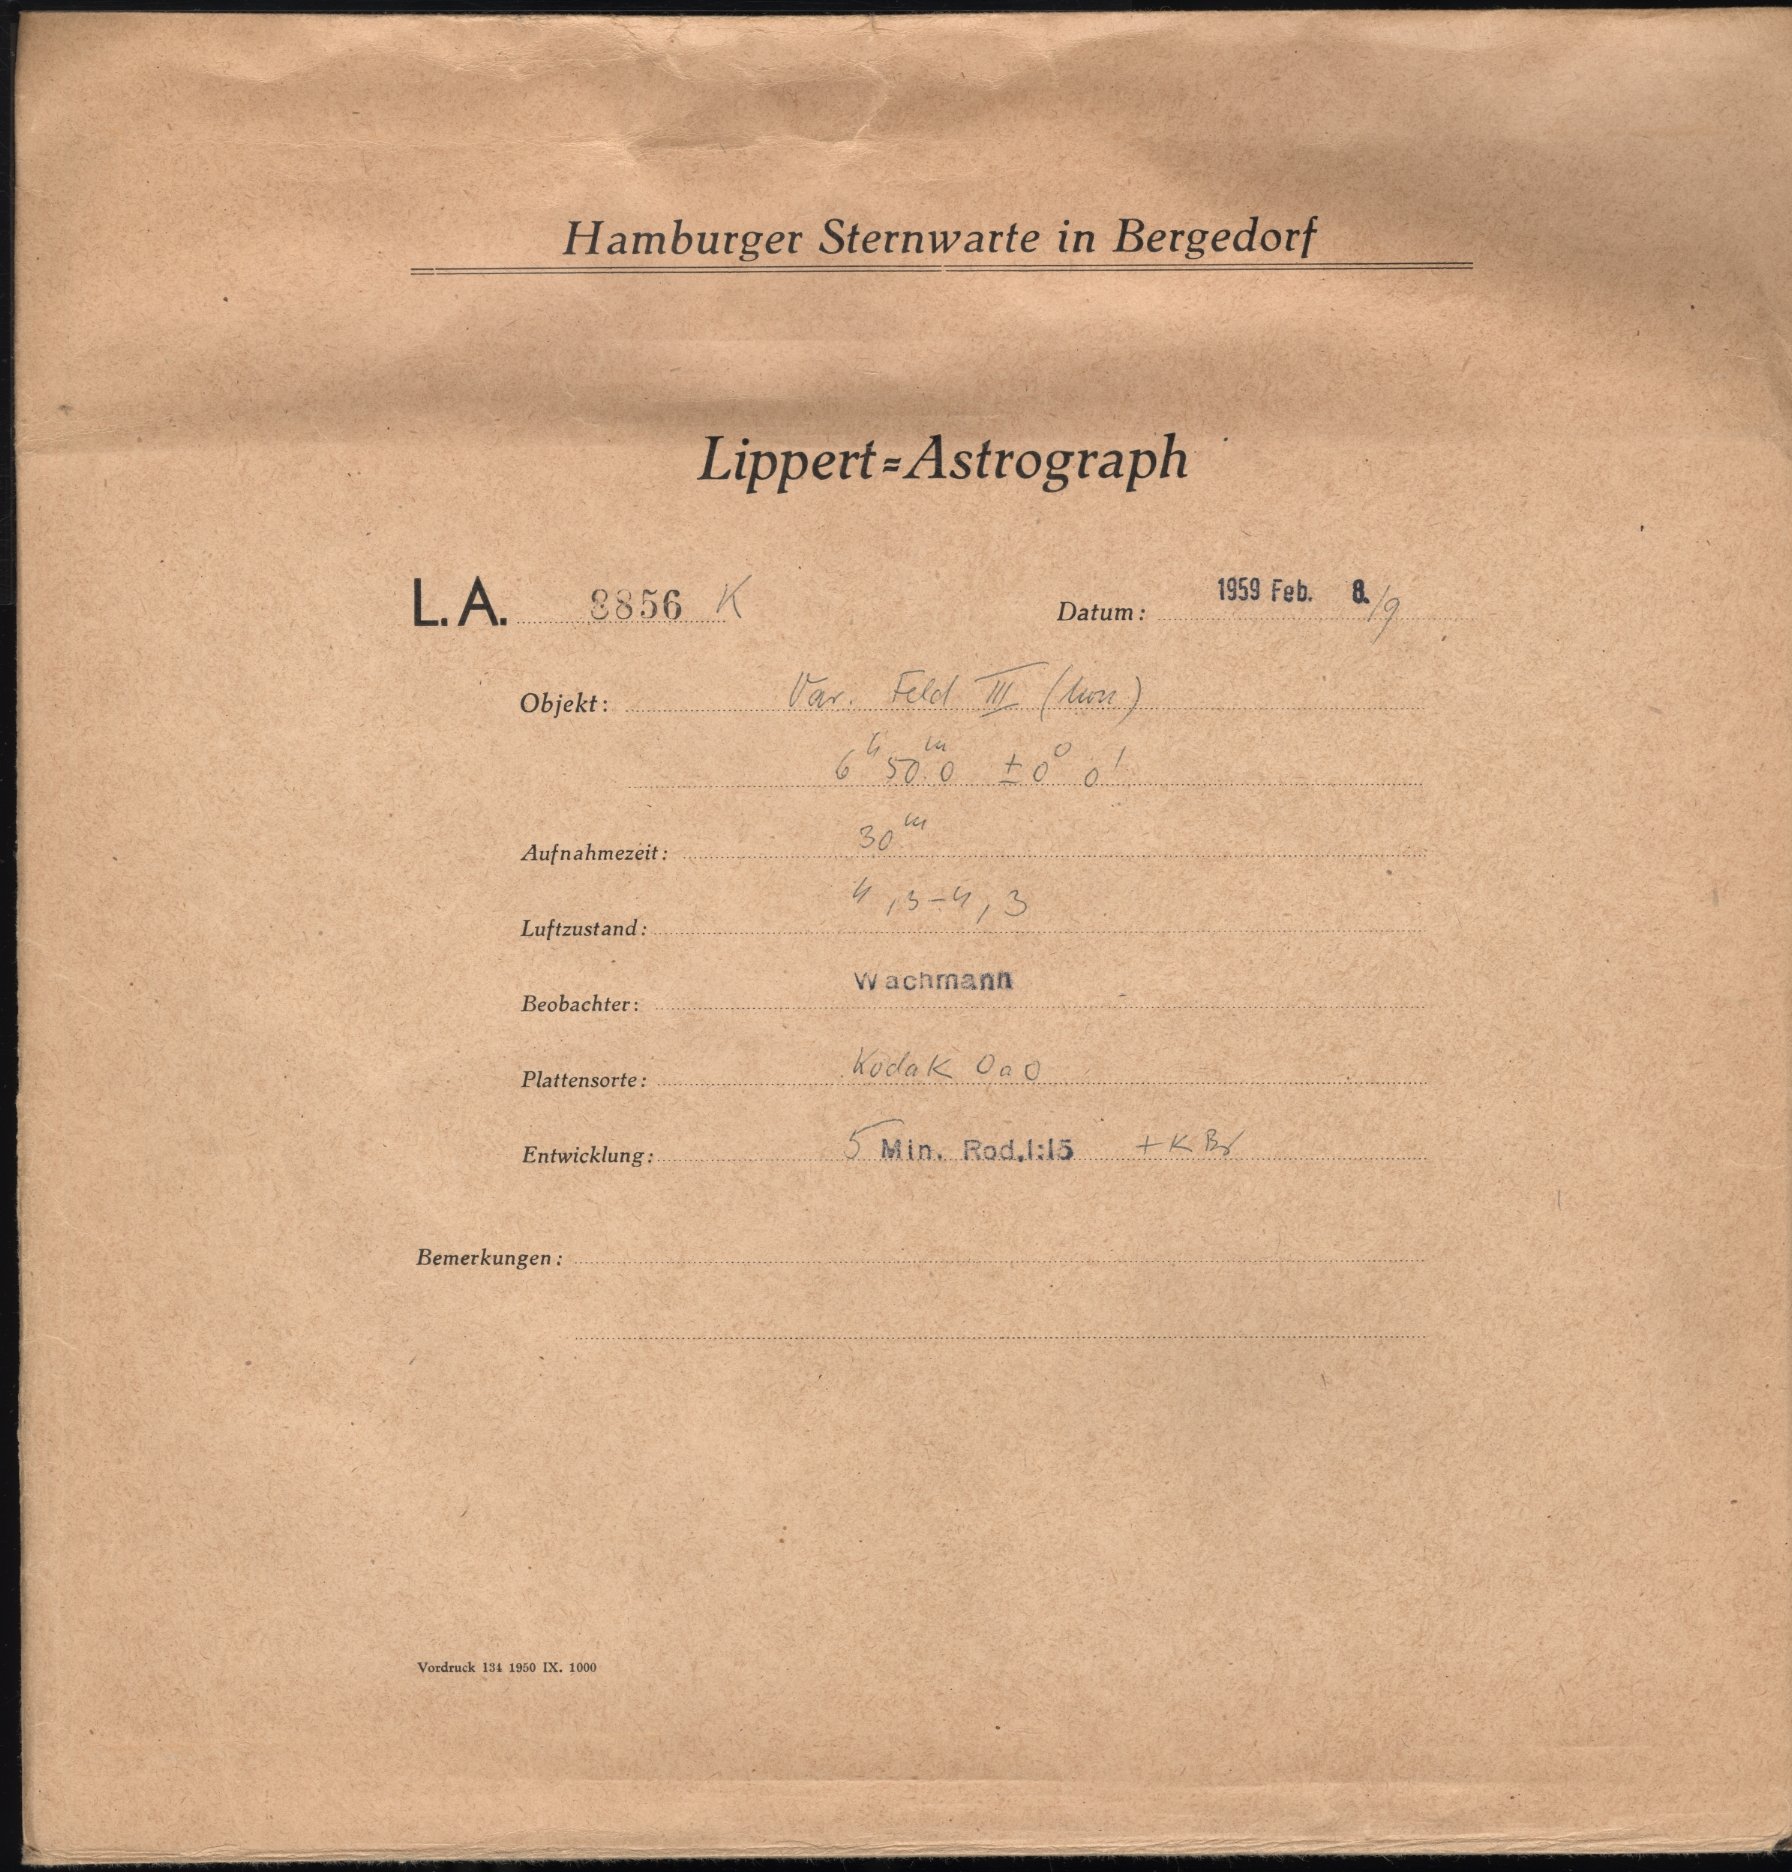 Hamburger Sternwarte in Bergedorf
Lippert=Astrograph
L. A. 8856 K Datum: 1959 Feb. 8./9
Objekt: Var. Feld III (Mon)
6ʰ 50ᵐ.0 ±0° 0'
Aufnahmezeit: 30ᵐ
Luftzustand: 4,3-4,3
Beobachter: Wachmann
Plattensorte: Kodak OaO
Entwicklung: 5 Min. Rod.1:15 +KBr
Bemerkungen:
Vordruck 134 1950 IX. 1000